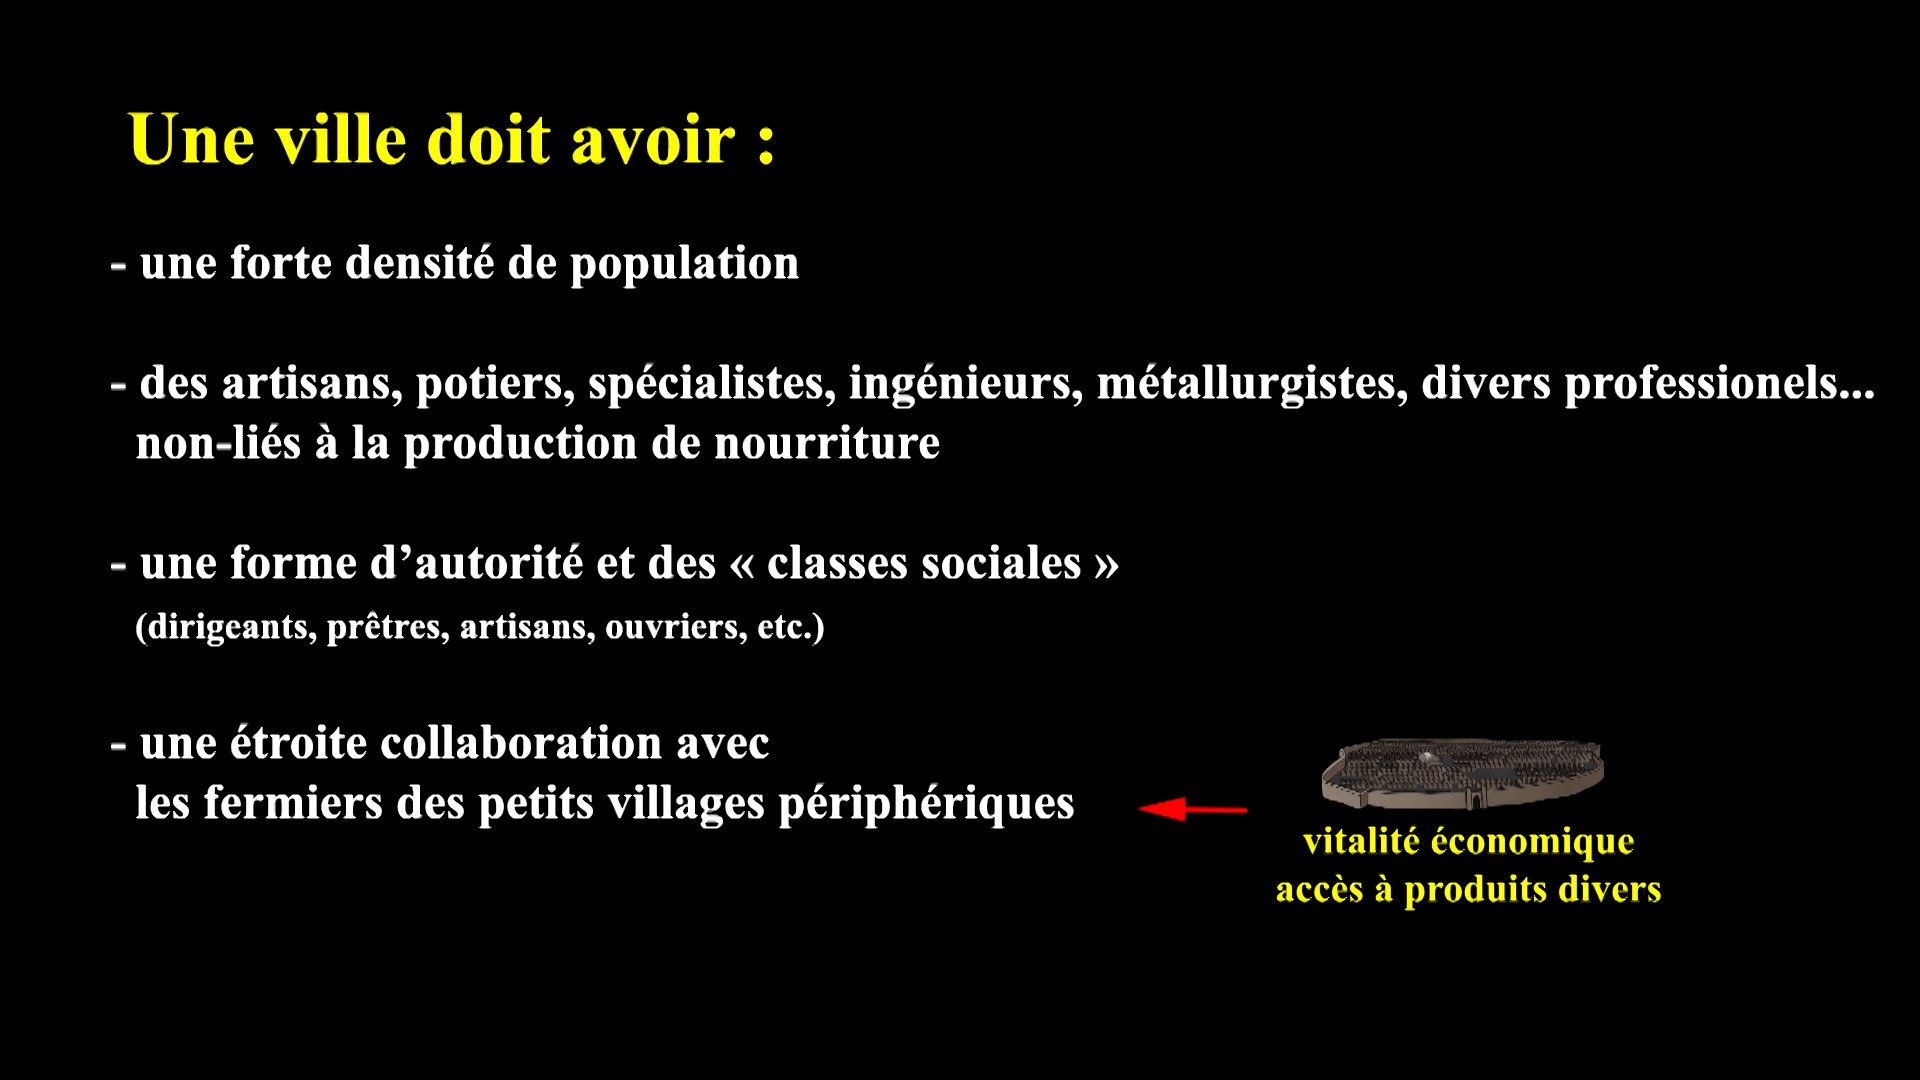 Une ville doit avoir :
- une forte densité de population
- des artisans, potiers, spécialistes, ingénieurs, métallurgistes, divers professionels...
non-liés à la production de nourriture
- une forme d’autorité et des « classes sociales »
(dirigeants, prêtres, artisans, ouvriers, etc.)
- une étroite collaboration avec
les fermiers des petits villages périphériques
vitalité économique
accès à produits divers